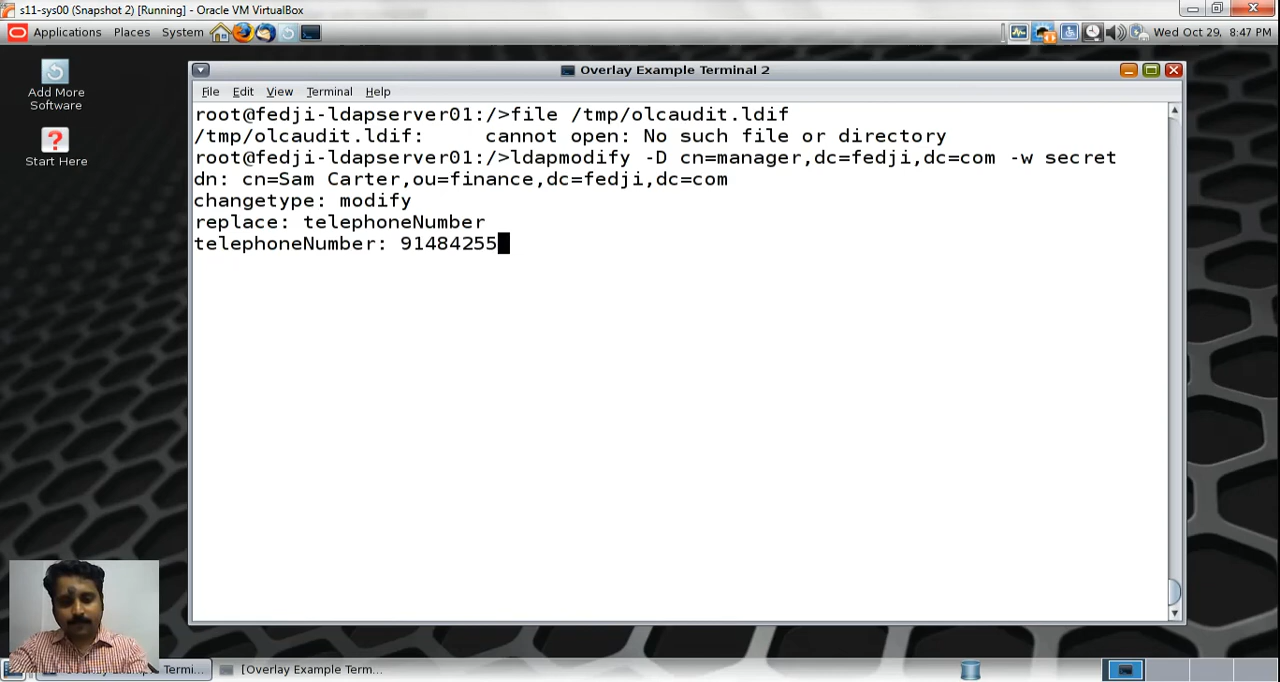 s11-sys00 (Snapshot 2) [Running] - Oracle VM VirtualBox
Applications Places System Wed Oct 29, 8:47 PM
Add More
Software
Start Here
Overlay Example Terminal 2
File Edit View Terminal Help
root@fedji-ldapserver01:/>file /tmp/olcaudit.ldif
/tmp/olcaudit.ldif: cannot open: No such file or directory
root@fedji-ldapserver01:/>ldapmodify -D cn=manager,dc=fedji,dc=com -w secret
dn: cn=Sam Carter,ou=finance,dc=fedji,dc=com
changetype: modify
replace: telephoneNumber
telephoneNumber: 91484255
[Overlay Example Term...